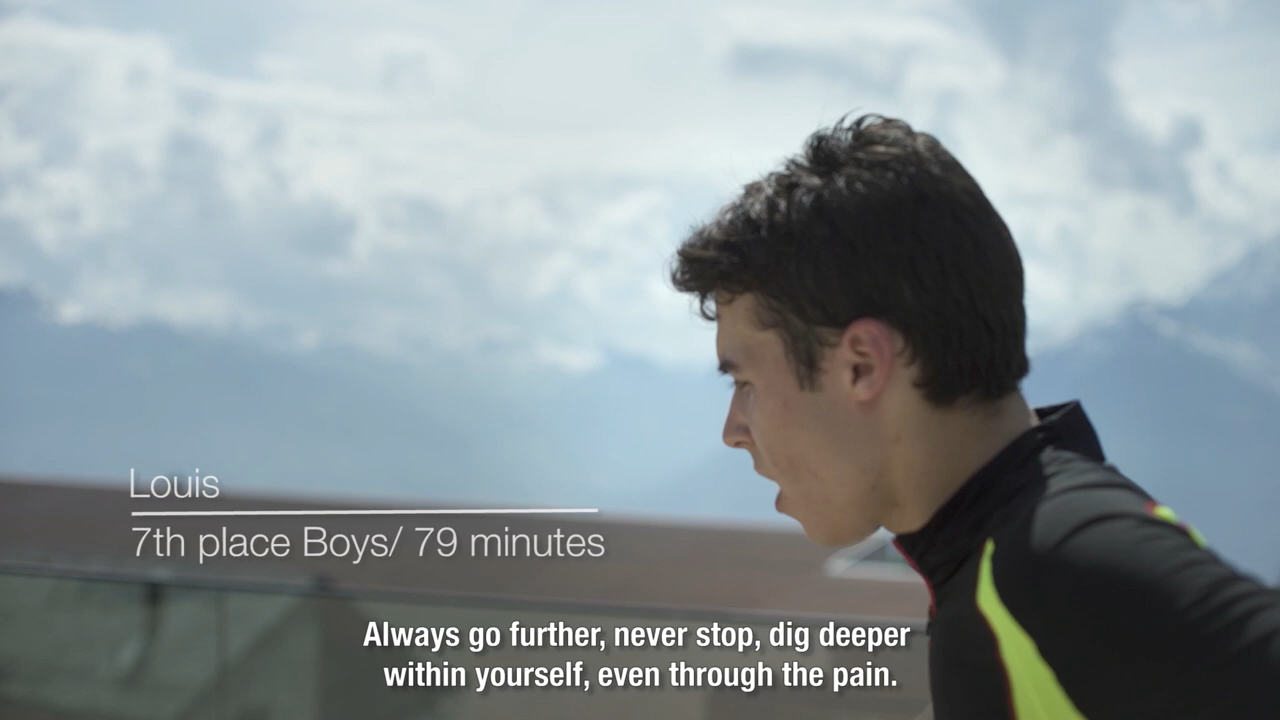 Louis
7th place Boys/ 79 minutes
Always go further, never stop, dig deeper
within yourself, even through the pain.